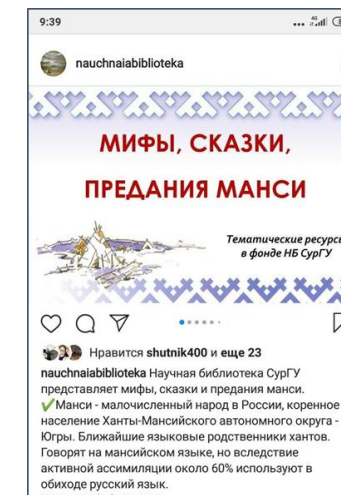 9:39
4G
nauchnaiabiblioteka
МИФЫ, СКАЗКИ,
ПРЕДАНИЯ МАНСИ
Тематические ресурсы
в фонде НБ СурГУ
Нравится shutnik400 и еще 23
nauchnaiabiblioteka Научная библиотека СурГУ
представляет мифы, сказки и предания манси.
✓Манси - малочисленный народ в России, коренное
население Ханты-Мансийского автономного округа -
Югры. Ближайшие языковые родственники хантов.
Говорят на мансийском языке, но вследствие
активной ассимиляции около 60% используют в
обиходе русский язык.